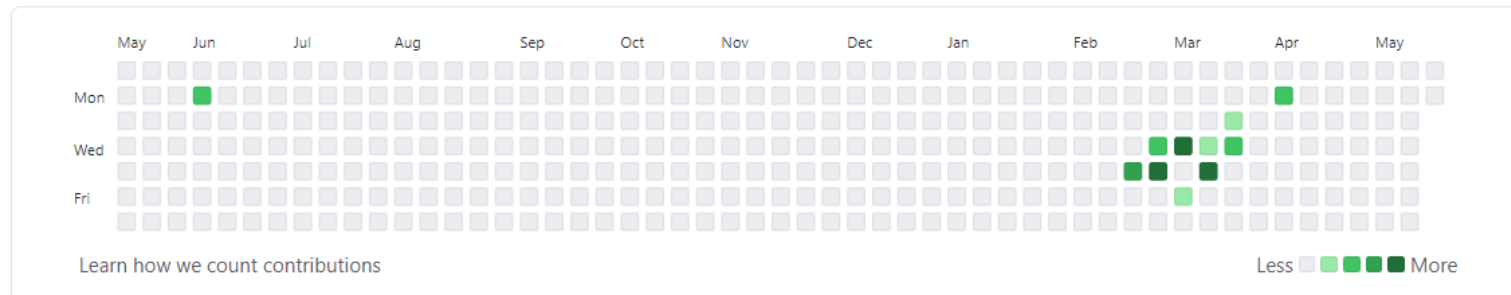 May Jun Jul Aug Sep Oct Nov Dec Jan Feb Mar Apr May
Mon
Wed
Fri
Learn how we count contributions
Less More